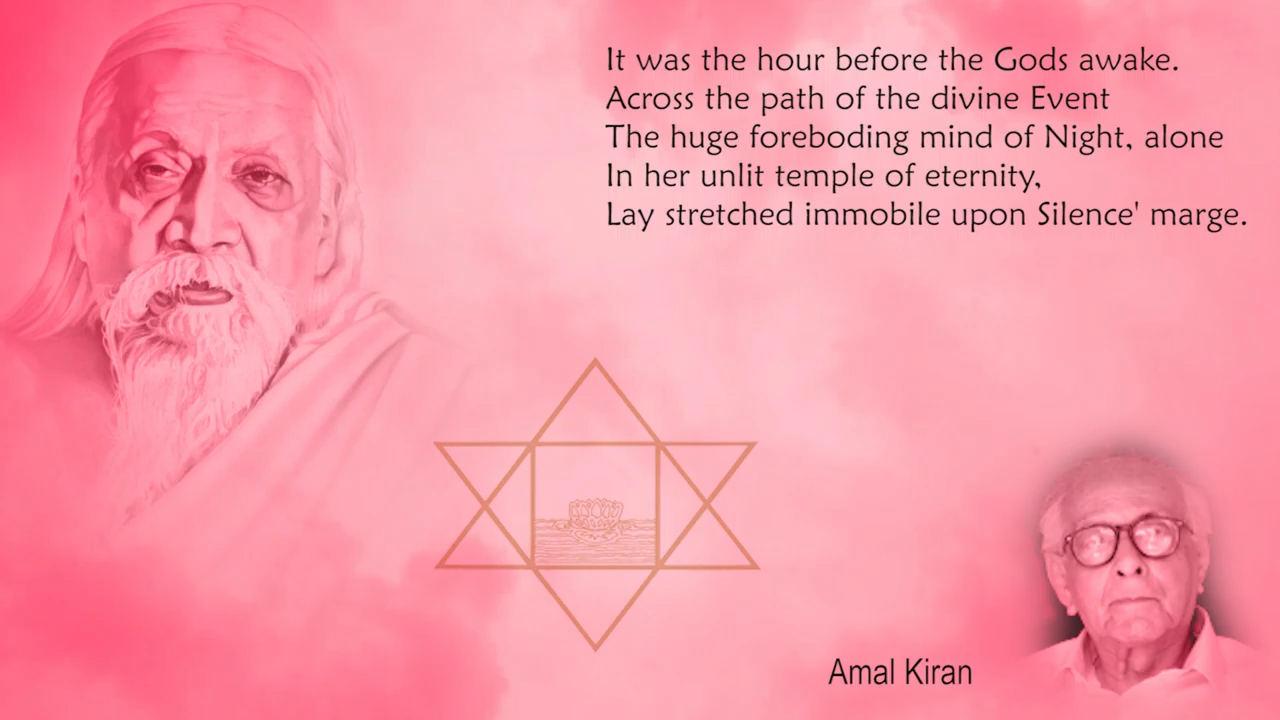 It was the hour before the Gods awake.
Across the path of the divine Event
The huge foreboding mind of Night, alone
In her unlit temple of eternity,
Lay stretched immobile upon Silence' marge.
Amal Kiran